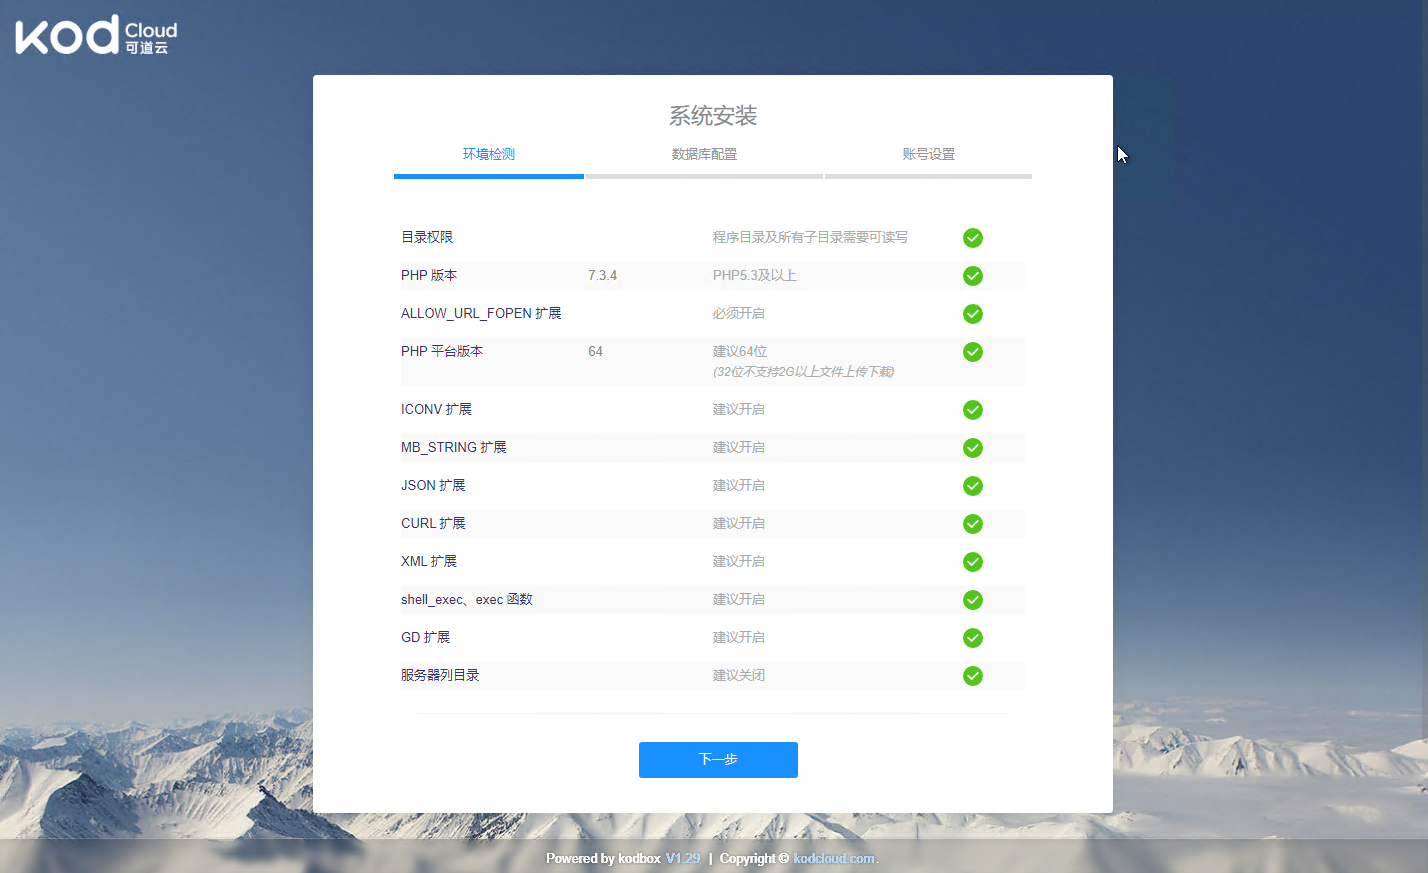 kod Cloud
可道云
系统安装
环境检测 数据库配置 账号设置
目录权限 程序目录及所有子目录需要可读写
PHP 版本 7.3.4 PHP5.3及以上
ALLOW_URL_FOPEN 扩展 必须开启
PHP 平台版本 64 建议64位
(32位不支持2G以上文件上传下载)
ICONV 扩展 建议开启
MB_STRING 扩展 建议开启
JSON 扩展 建议开启
CURL 扩展 建议开启
XML 扩展 建议开启
shell_exec、exec 函数 建议开启
GD 扩展 建议开启
服务器列目录 建议关闭
下一步
Powered by kodbox V1.29 | Copyright © kodcloud.com.